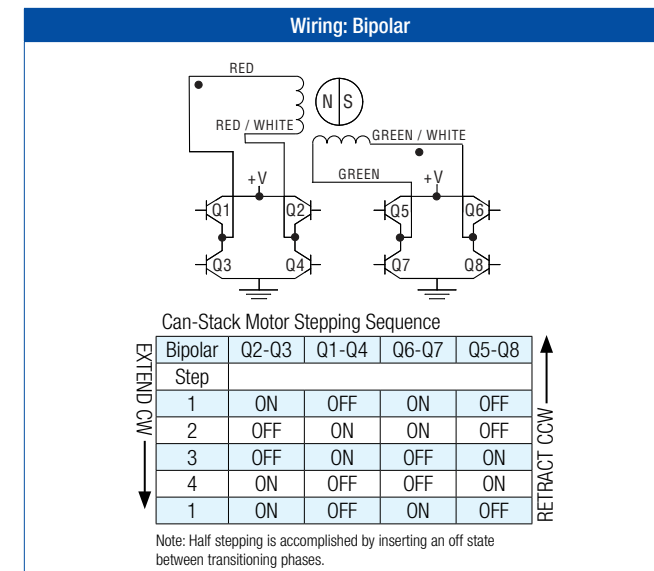 Wiring: Bipolar
RED
N S
RED / WHITE
GREEN / WHITE
GREEN
+V
+V
Q1
Q2
Q5
Q6
Q3
Q4
Q7
Q8
Can-Stack Motor Stepping Sequence
EXTEND CW
Bipolar Q2-Q3 Q1-Q4 Q6-Q7 Q5-Q8
Step
1 ON OFF ON OFF
2 OFF ON ON OFF
3 OFF ON OFF ON
4 ON OFF OFF ON
1 ON OFF ON OFF
RETRACT CCW
Note: Half stepping is accomplished by inserting an off state
between transitioning phases.